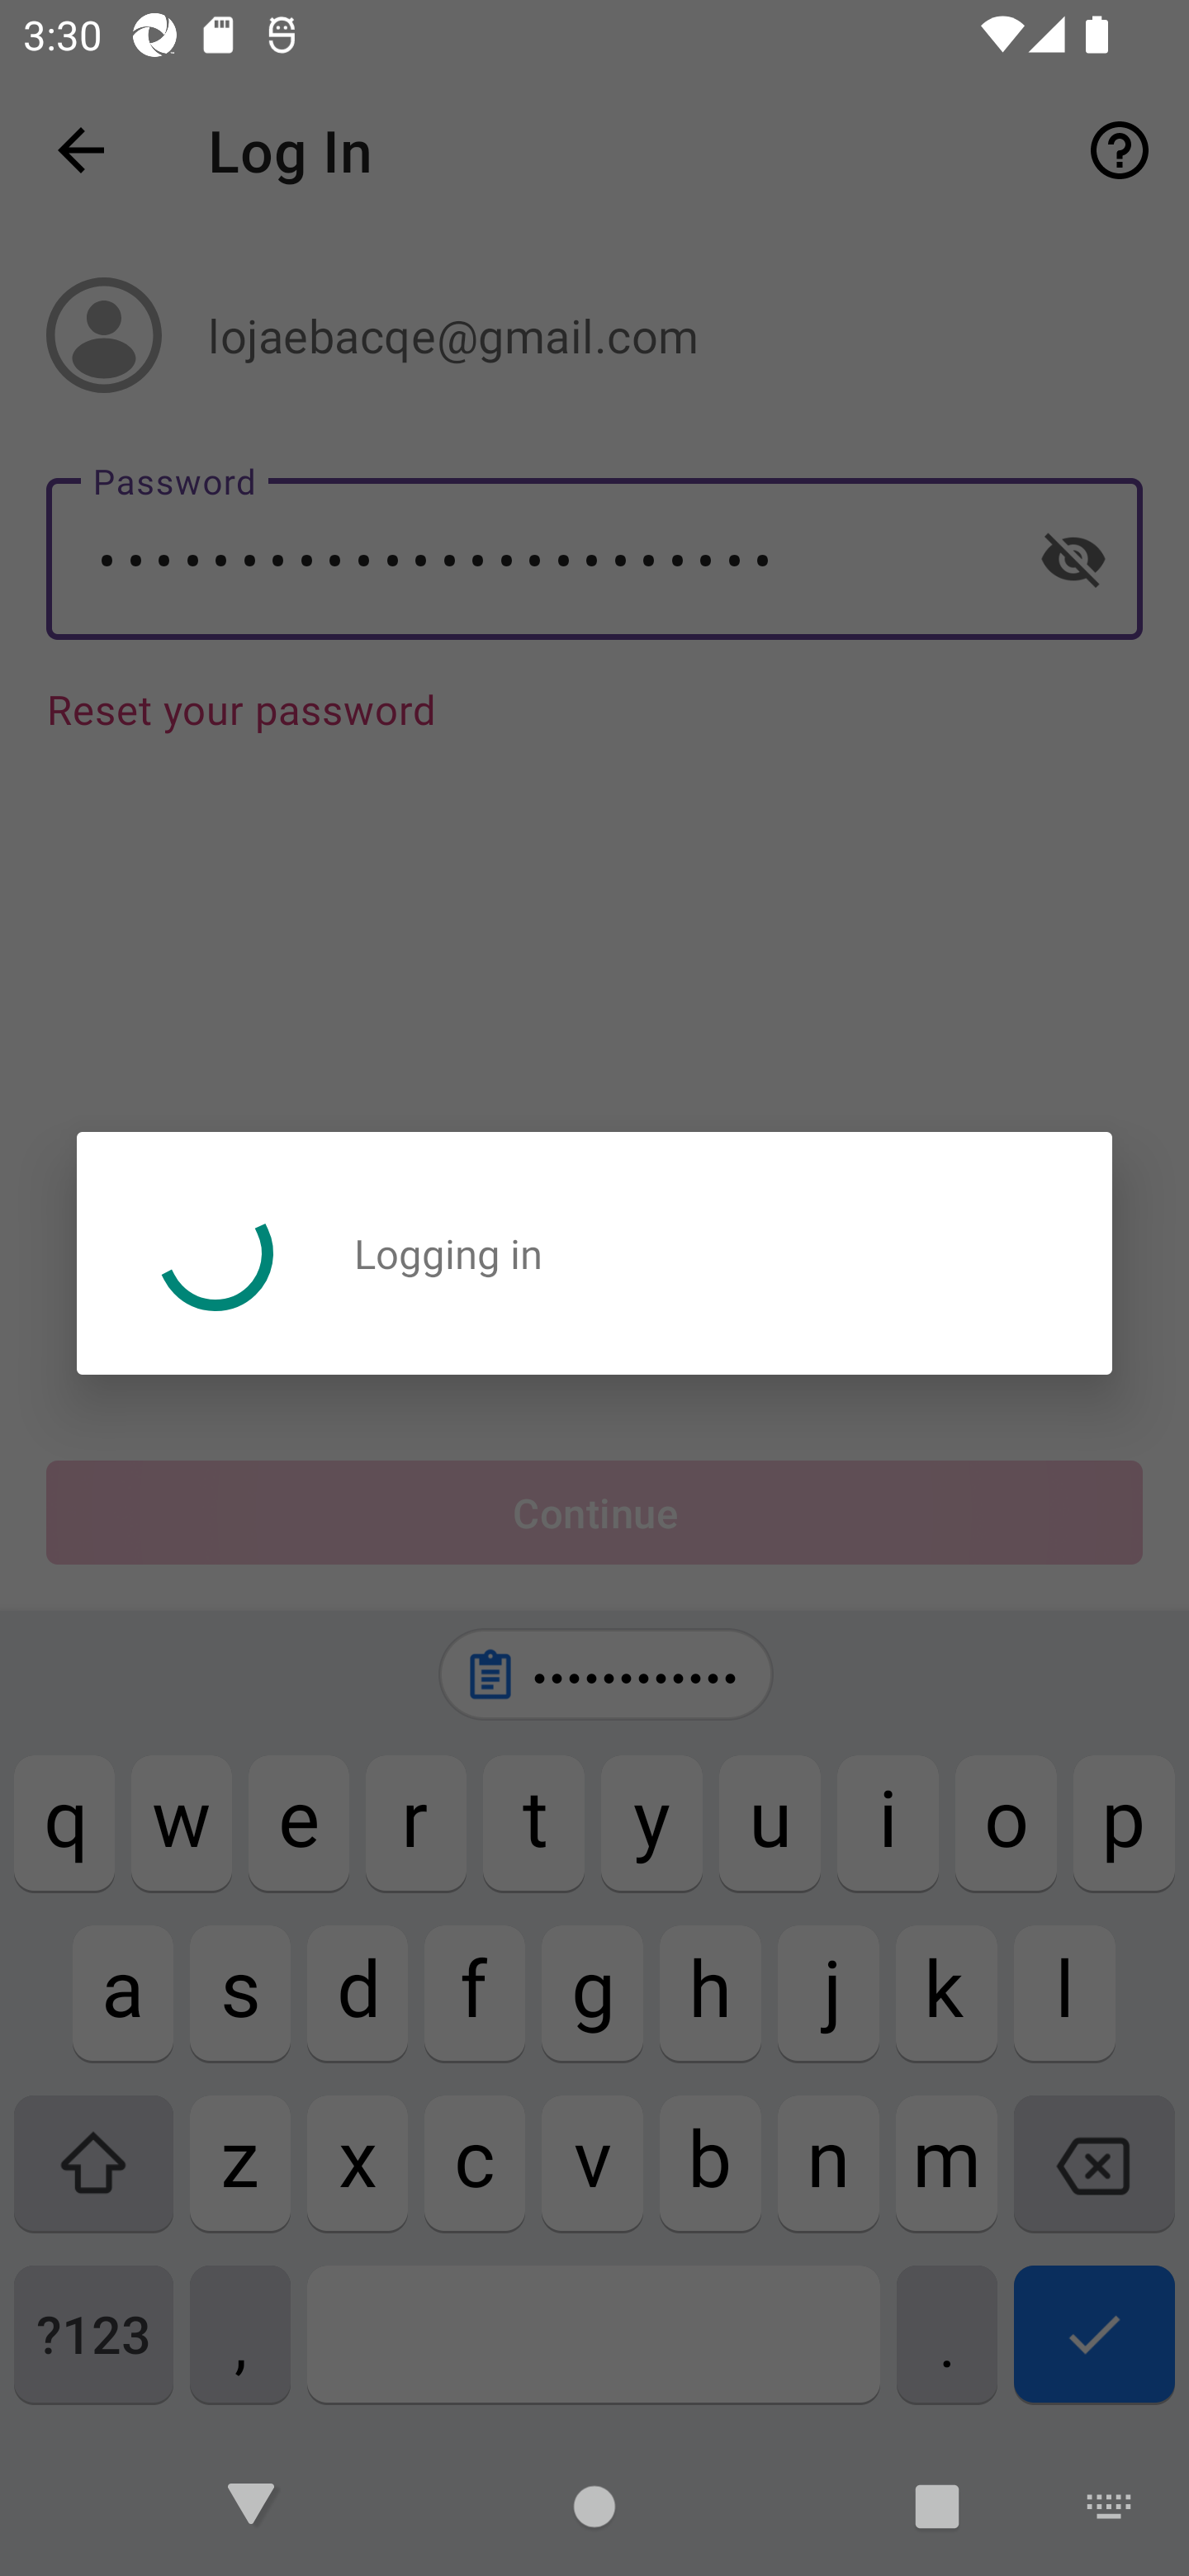 3:30
Log In
lojaebacqe@gmail.com
Password
••••••••••••••••••••••••
Reset your password
Logging in
Continue
••••••••••••
q w e r t y u i o p
a s d f g h j k l
z x c v b n m
?123 , .